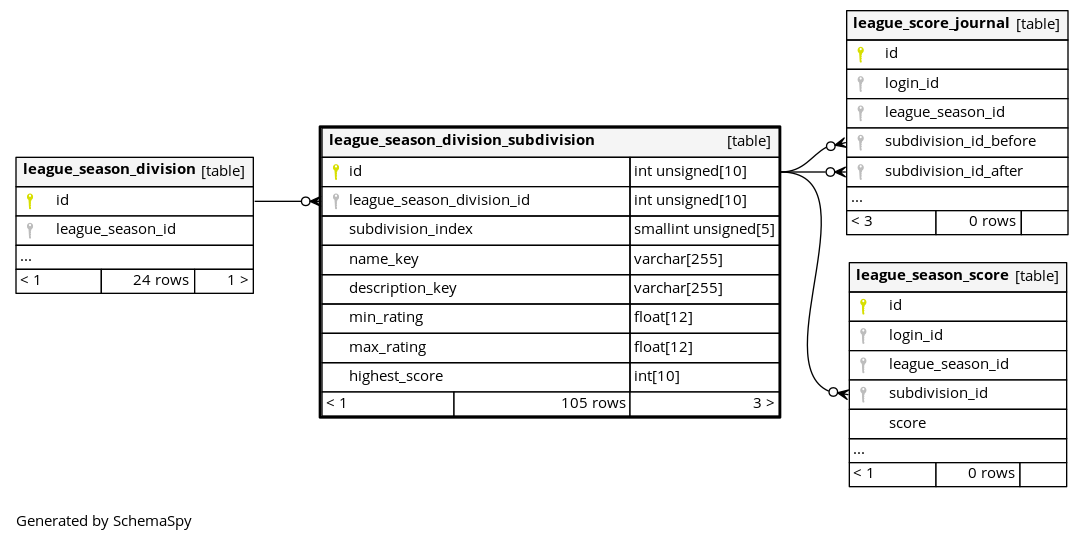 league_season_division [table]
id
league_season_id
...
< 1 24 rows 1 >
league_season_division_subdivision [table]
id int unsigned[10]
league_season_division_id int unsigned[10]
subdivision_index smallint unsigned[5]
name_key varchar[255]
description_key varchar[255]
min_rating float[12]
max_rating float[12]
highest_score int[10]
< 1 105 rows 3 >
league_score_journal [table]
id
login_id
league_season_id
subdivision_id_before
subdivision_id_after
...
< 3 0 rows
league_season_score [table]
id
login_id
league_season_id
subdivision_id
score
...
< 1 0 rows
Generated by SchemaSpy